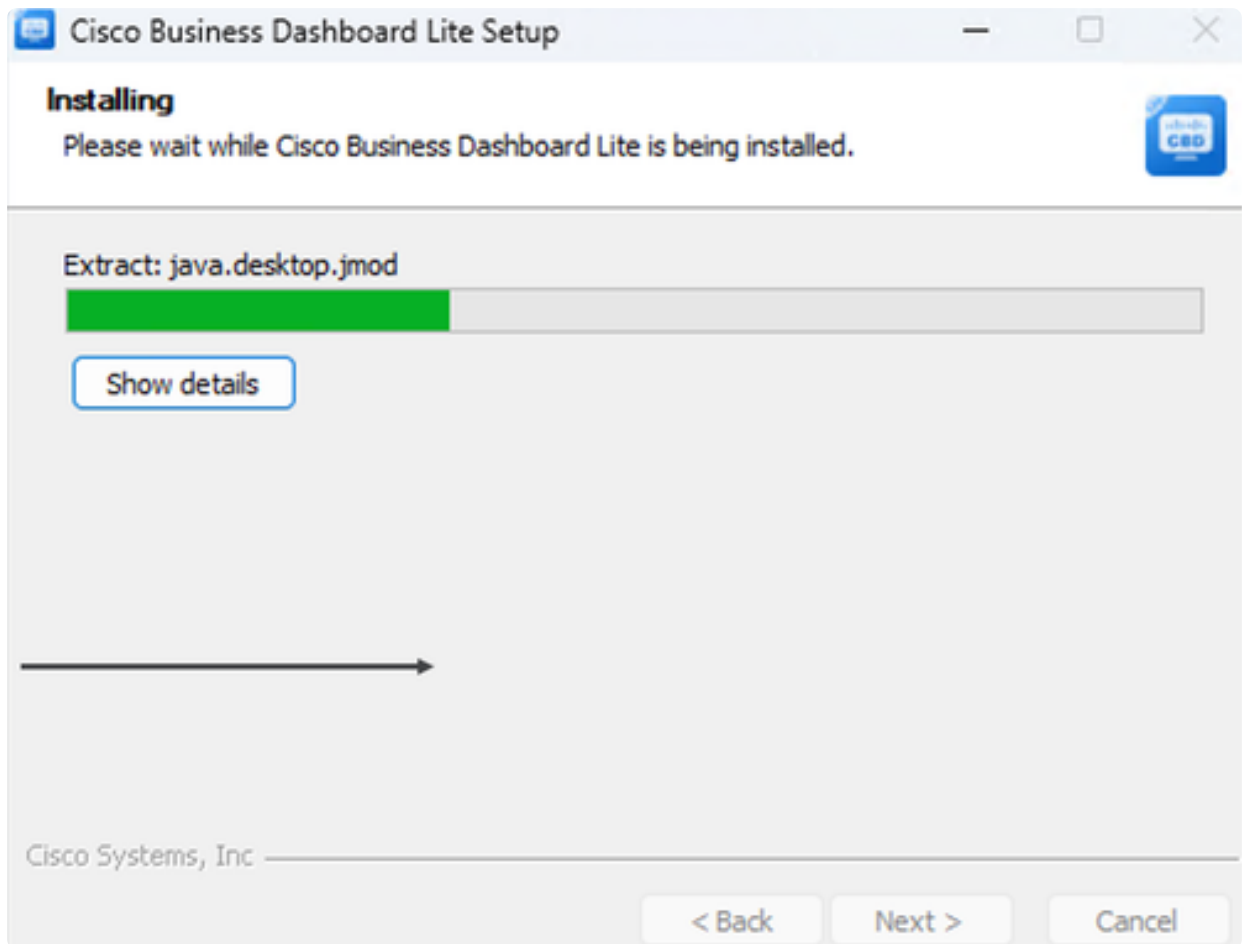 Cisco Business Dashboard Lite Setup
Installing
Please wait while Cisco Business Dashboard Lite is being installed.
CBD
Extract: java.desktop.jmod
Show details
Cisco Systems, Inc
< Back Next > Cancel